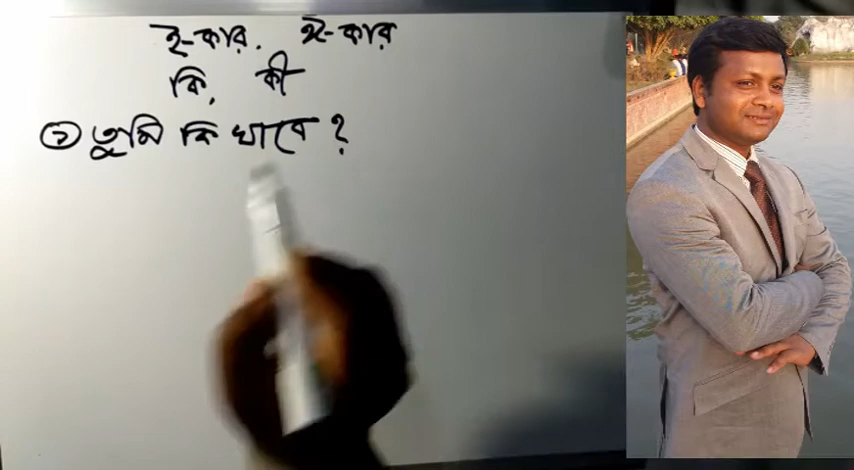 ই-কার. ঈ-কার
কি, কী
১ তুমি কি খাবে ?